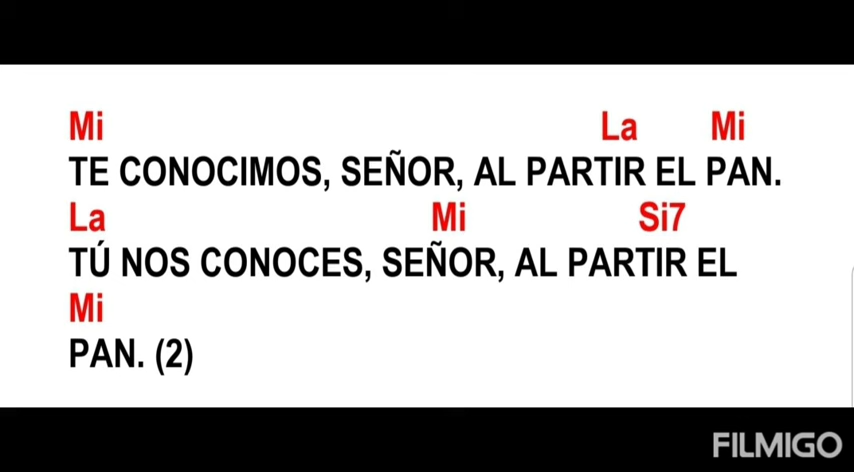 Mi La Mi
TE CONOCIMOS, SEÑOR, AL PARTIR EL PAN.
La Mi Si7
TÚ NOS CONOCES, SEÑOR, AL PARTIR EL
Mi
PAN. (2)
FILMIGO